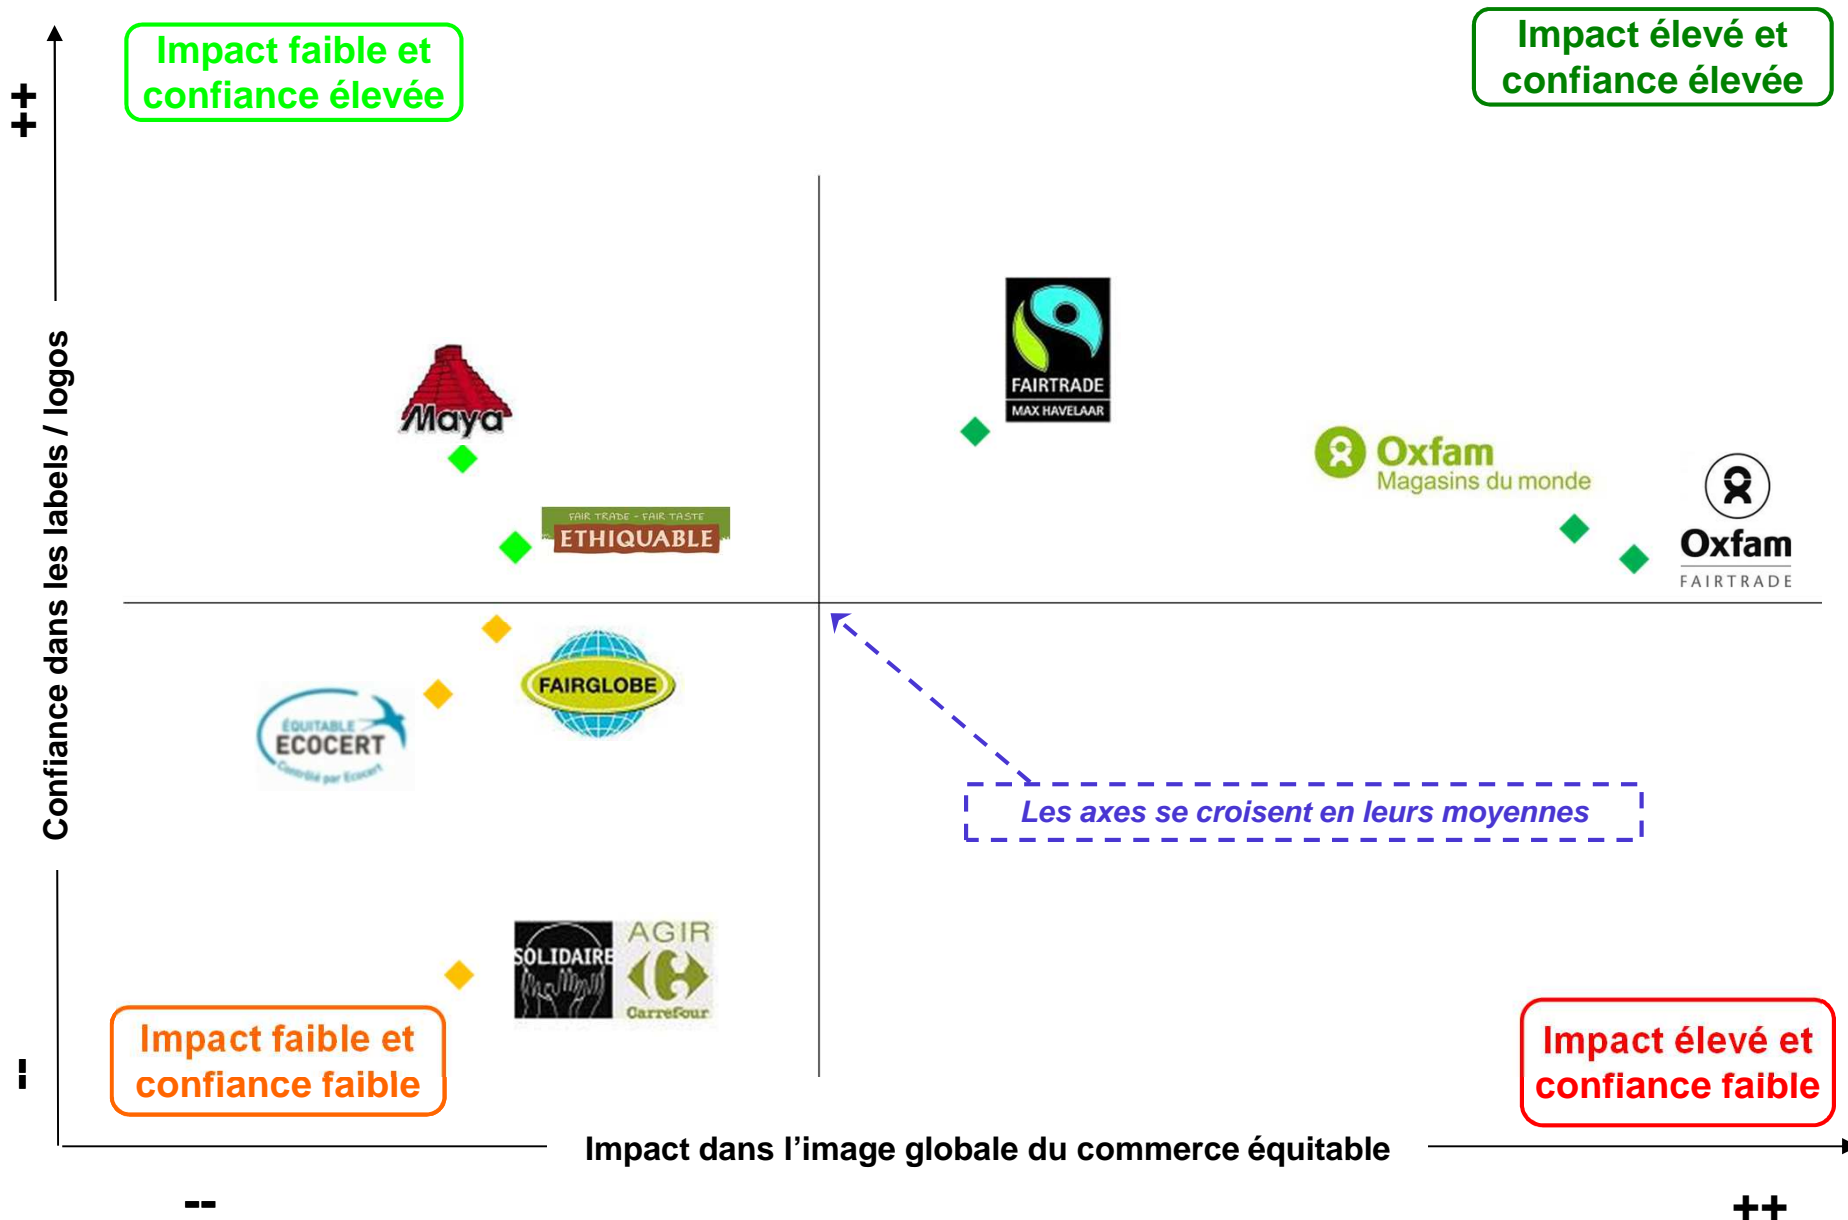 Impact faible et
confiance élevée
Impact élevé et
confiance élevée
++
Confiance dans les labels / logos
--
Maya
FAIR TRADE - FAIR TASTE
ETHIQUABLE
FAIRTRADE
MAX HAVELAAR
Oxfam
Magasins du monde
Oxfam
FAIRTRADE
FAIRGLOBE
ÉQUITABLE
ECOCERT
Contrôlé par Ecocert
Les axes se croisent en leurs moyennes
SOLIDAIRE
AGIR
Carrefour
Impact faible et
confiance faible
Impact élevé et
confiance faible
Impact dans l’image globale du commerce équitable
--
++